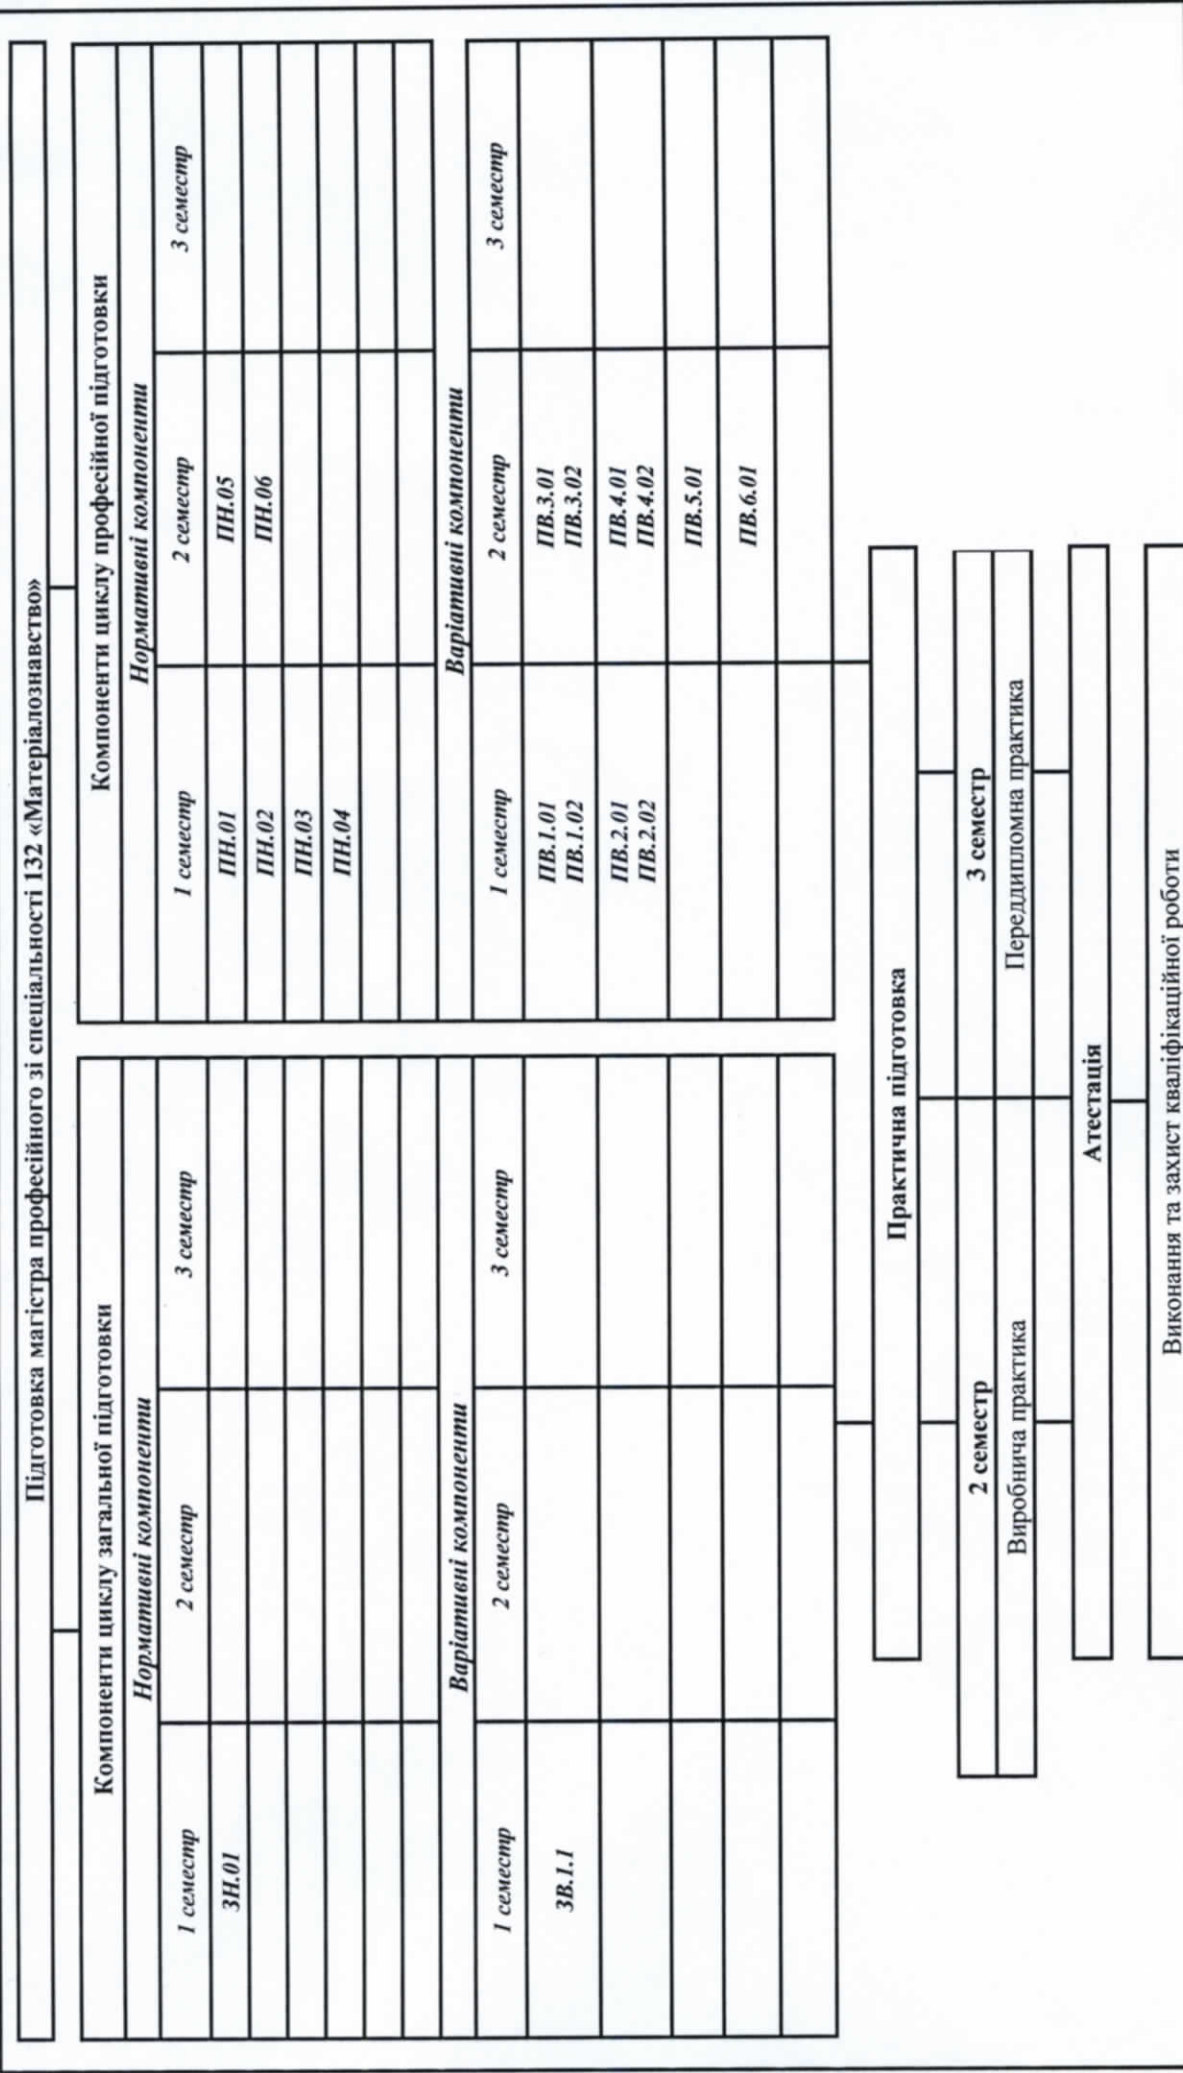 Підготовка магістра професійного зі спеціальності 132 «Матеріалознавство»
Компоненти циклу загальної підготовки
Нормативні компоненти
1 семестр 2 семестр 3 семестр
ЗН.01
Варіативні компоненти
1 семестр 2 семестр 3 семестр
ЗВ.1.1
Компоненти циклу професійної підготовки
Нормативні компоненти
1 семестр 2 семестр 3 семестр
ПН.01 ПН.05
ПН.02 ПН.06
ПН.03
ПН.04
Варіативні компоненти
1 семестр 2 семестр 3 семестр
ПВ.1.01 ПВ.3.01
ПВ.1.02 ПВ.3.02
ПВ.2.01 ПВ.4.01
ПВ.2.02 ПВ.4.02
ПВ.5.01
ПВ.6.01
Практична підготовка
2 семестр 3 семестр
Виробнича практика Переддипломна практика
Атестація
Виконання та захист кваліфікаційної роботи